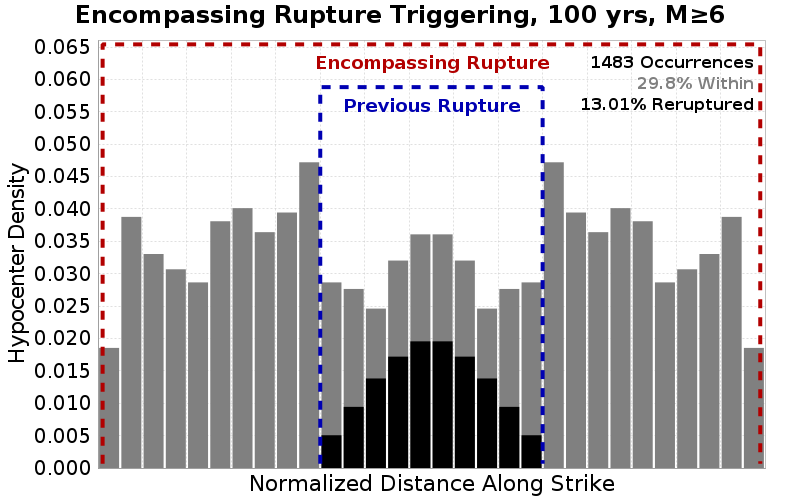 Encompassing Rupture Triggering, 100 yrs, M≥6
0.065
0.060
0.055
0.050
0.045
0.040
0.035
0.030
0.025
0.020
0.015
0.010
0.005
0.000
Hypocenter Density
Encompassing Rupture
Previous Rupture
1483 Occurrences
29.8% Within
13.01% Reruptured
Normalized Distance Along Strike